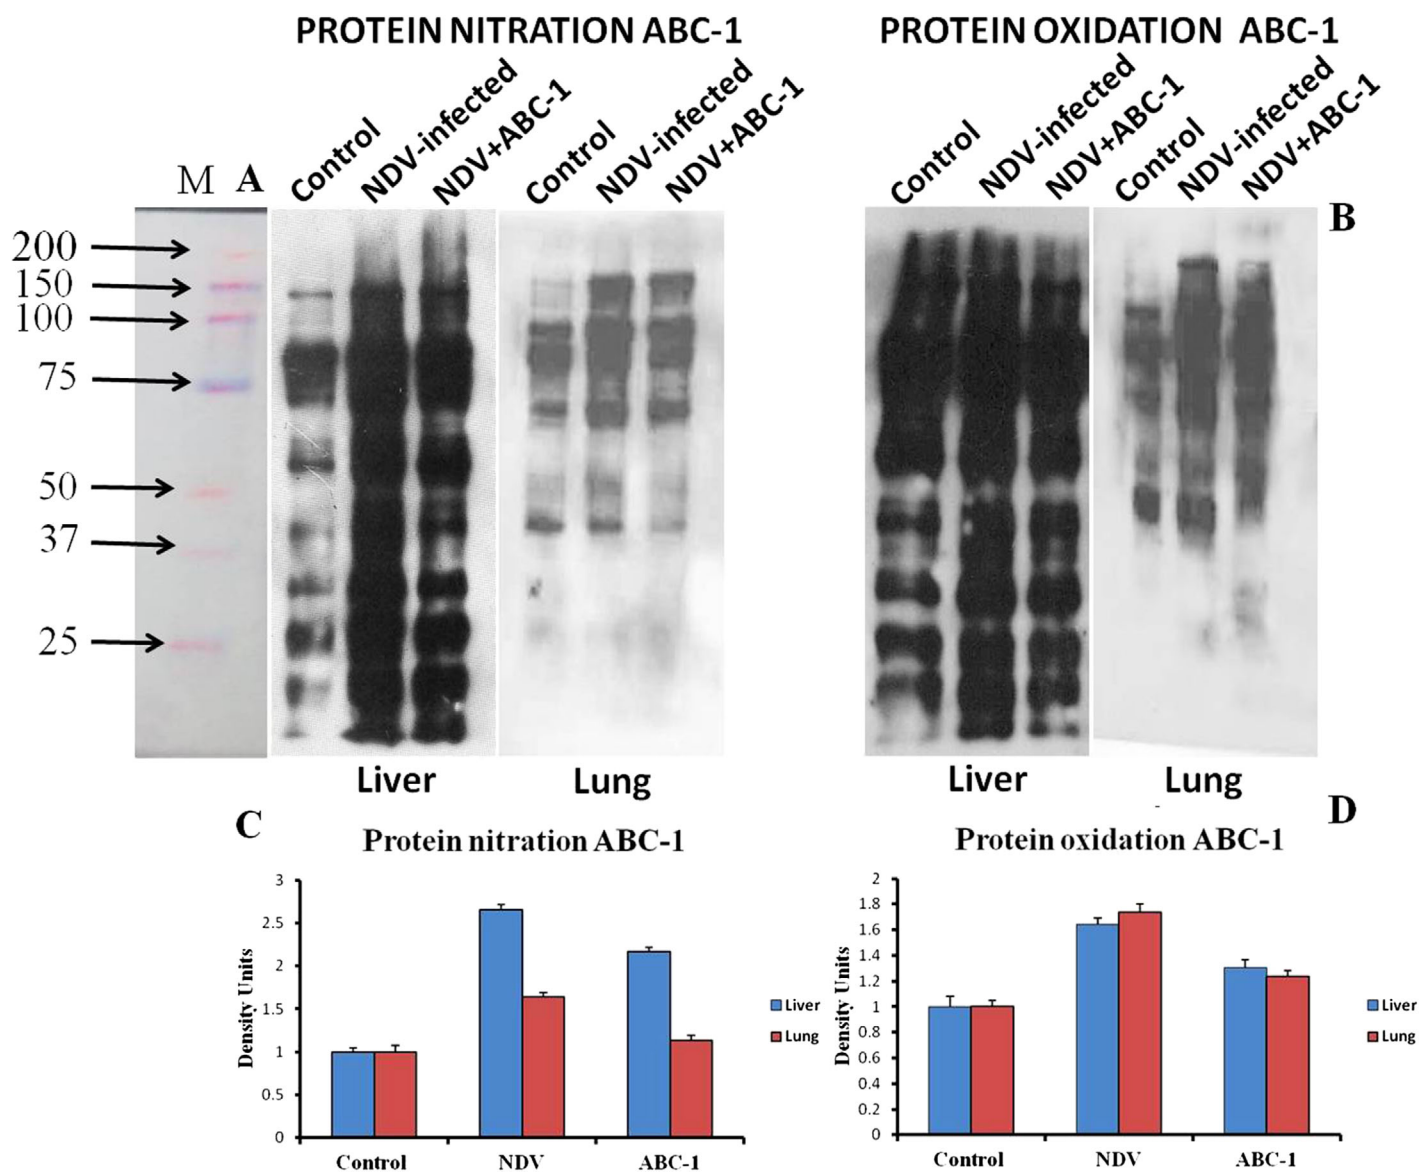 PROTEIN NITRATION ABC-1
PROTEIN OXIDATION ABC-1
M
A
Control
NDV-infected
NDV+ABC-1
Control
NDV-infected
NDV+ABC-1
Control
NDV-infected
NDV+ABC-1
Control
NDV-infected
NDV+ABC-1
B
200
150
100
75
50
37
25
Liver
Lung
Liver
Lung
C
Protein nitration ABC-1
3
2.5
2
1.5
1
0.5
0
Density Units
Control
NDV
ABC-1
Liver
Lung
D
Protein oxidation ABC-1
2
1.8
1.6
1.4
1.2
1
0.8
0.6
0.4
0.2
0
Density Units
Control
NDV
ABC-1
Liver
Lung